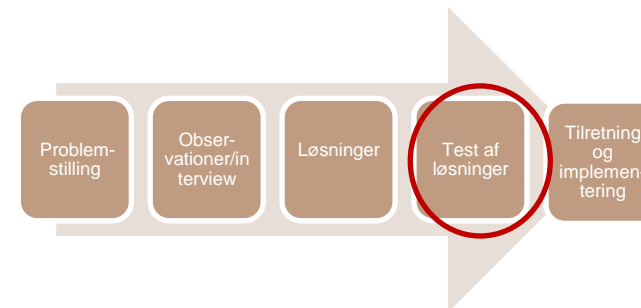 Problem-
stilling
Obser-
vationer/in
terview
Løsninger
Test af
løsninger
Tilretning
og
implemen-
tering